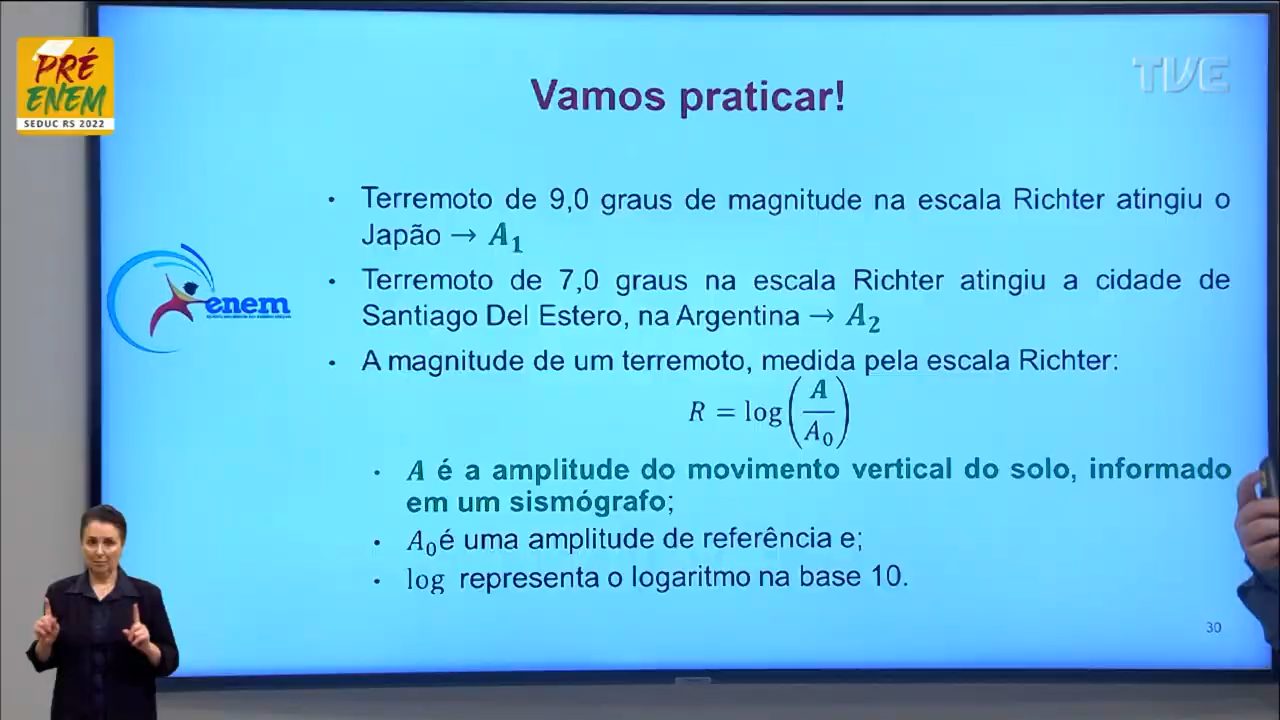 PRÉ
ENEM
SEDUC RS 2022
TVE
Vamos praticar!
• Terremoto de 9,0 graus de magnitude na escala Richter atingiu o
Japão → A₁
• Terremoto de 7,0 graus na escala Richter atingiu a cidade de
Santiago Del Estero, na Argentina → A₂
enem
• A magnitude de um terremoto, medida pela escala Richter:
R = log(A/A₀)
• A é a amplitude do movimento vertical do solo, informado
em um sismógrafo;
• A₀é uma amplitude de referência e;
• log representa o logaritmo na base 10.
30